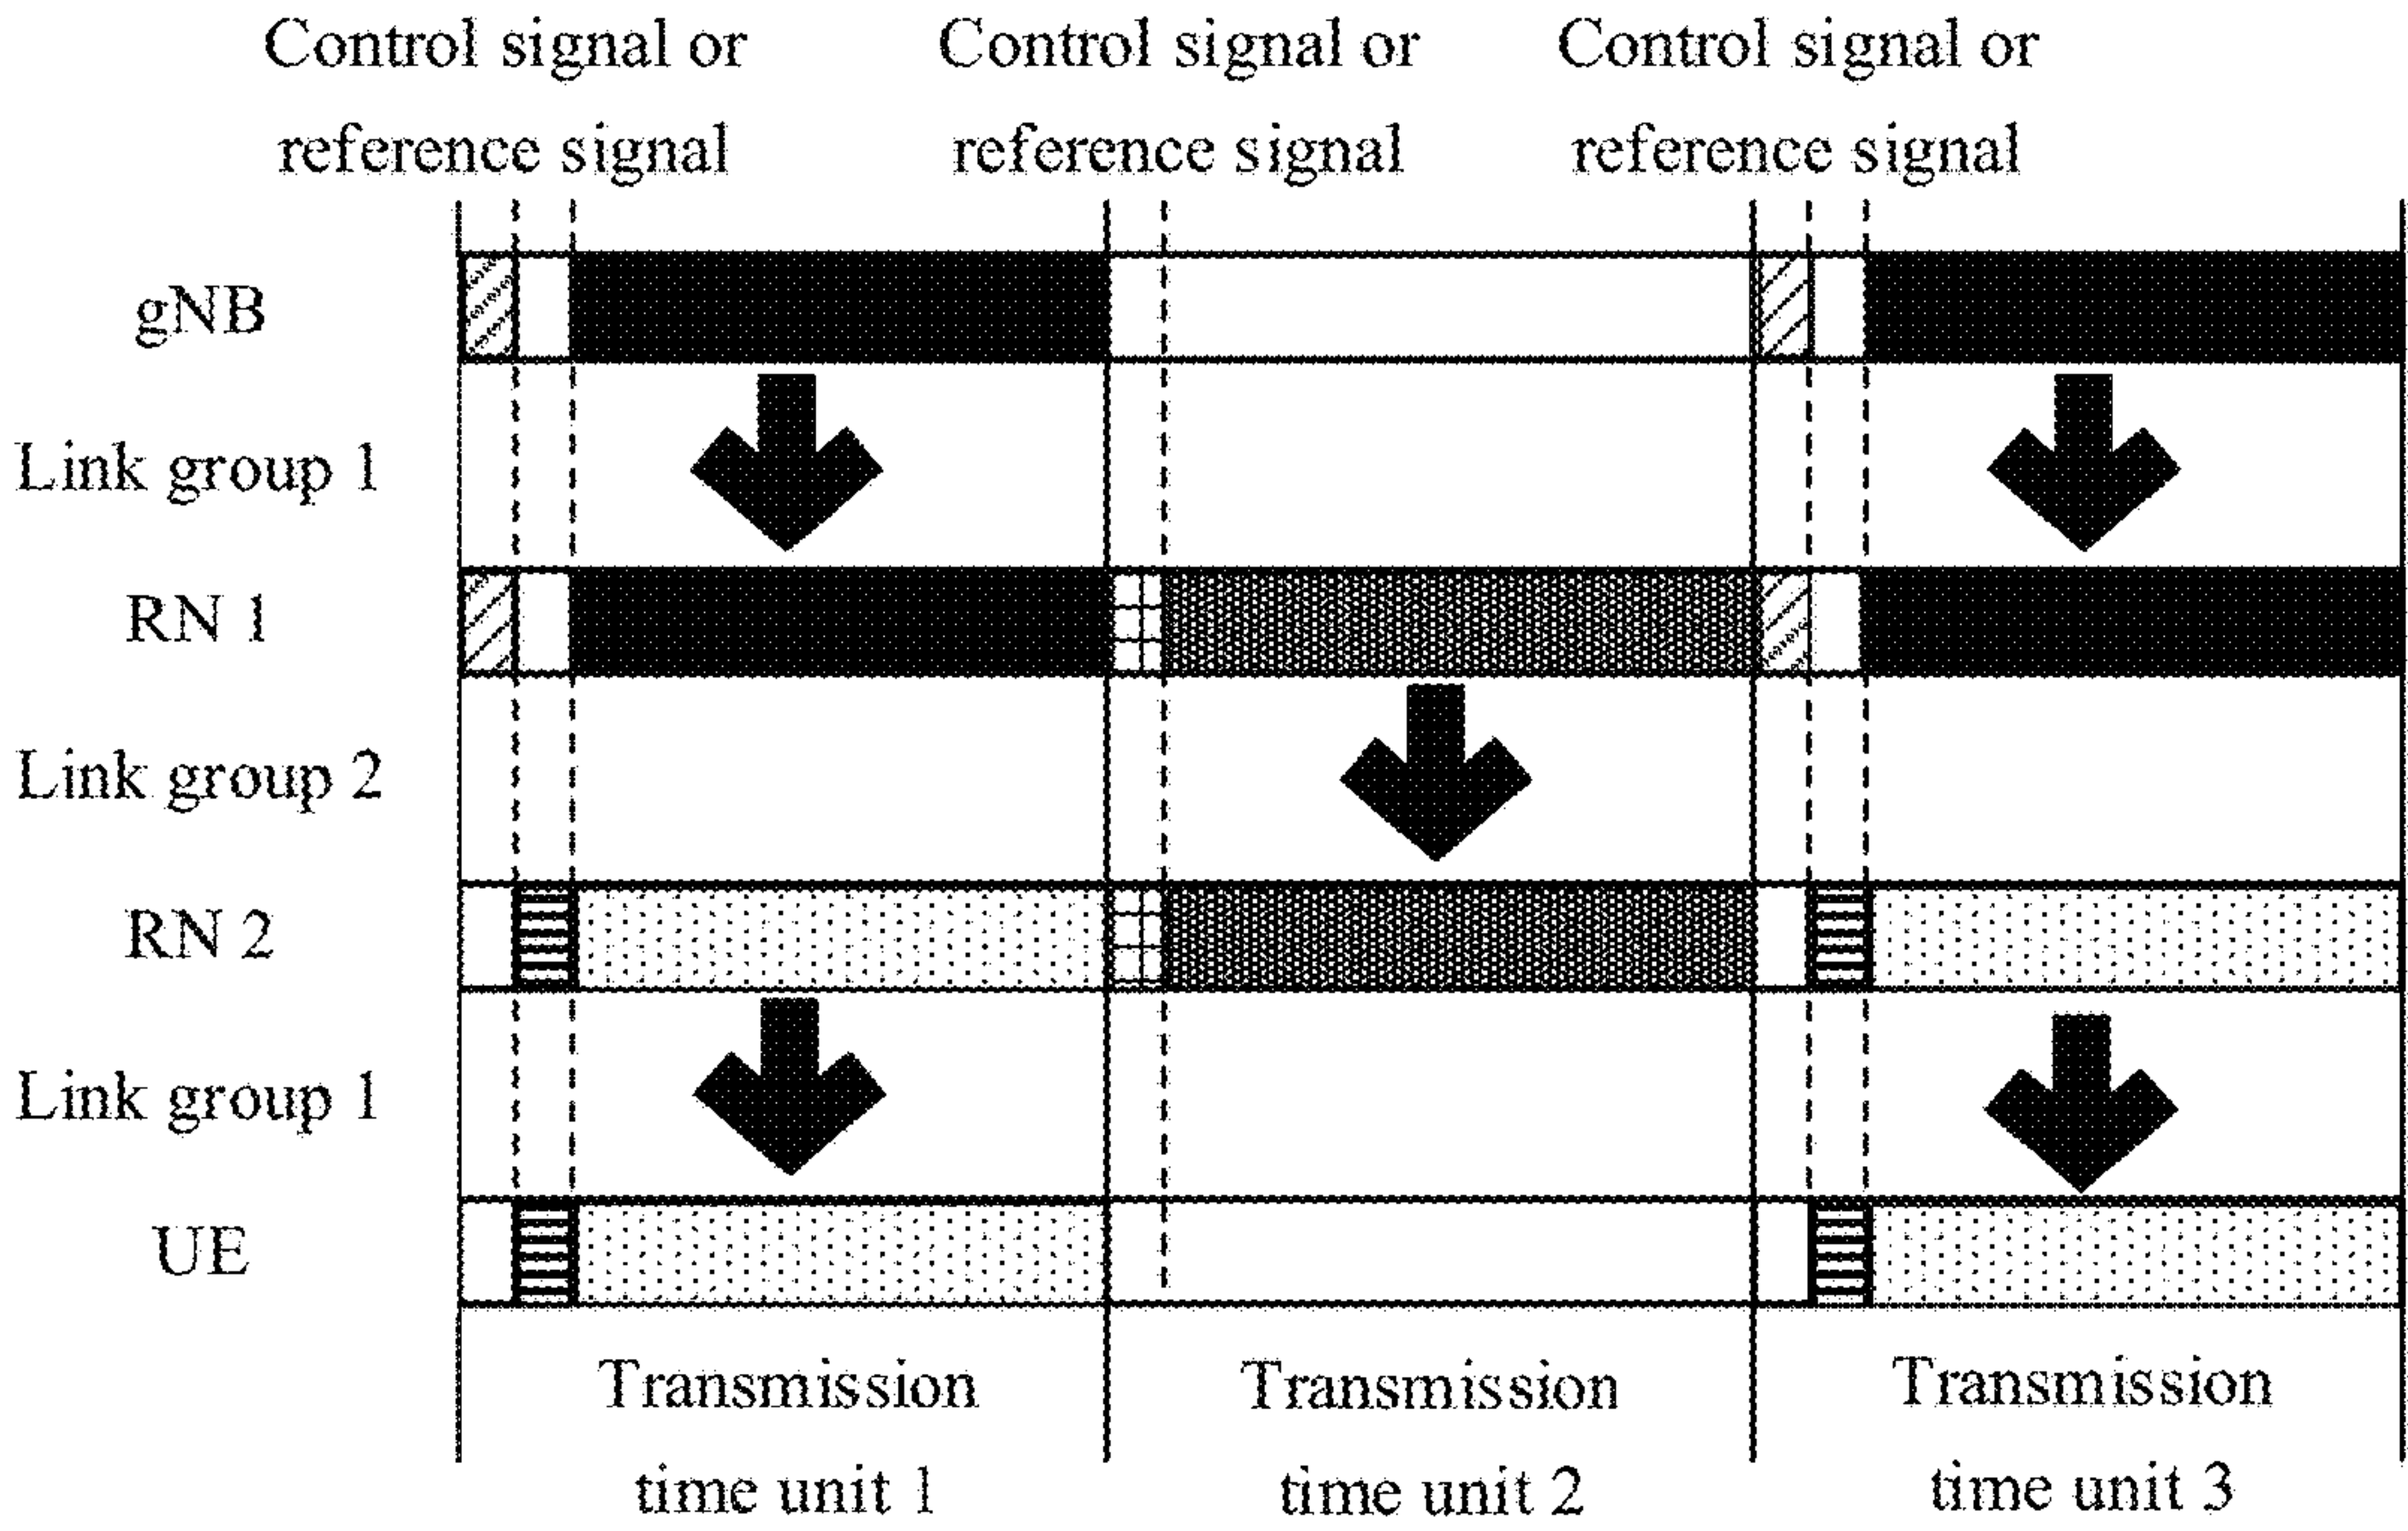 Control signal or
reference signal
Control signal or
reference signal
Control signal or
reference signal
gNB
Link group 1
RN 1
Link group 2
RN 2
Link group 1
UE
Transmission
time unit 1
Transmission
time unit 2
Transmission
time unit 3